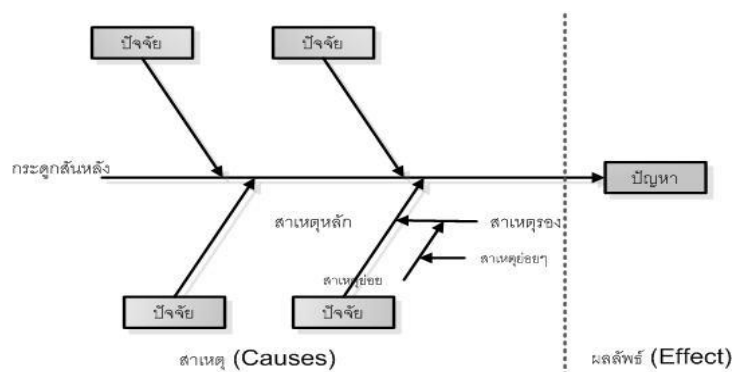 ปัจจัย ปัจจัย
กระดูกสันหลัง ปัญหา
สาเหตุหลัก สาเหตุรอง
สาเหตุย่อยๆ
สาเหตุย่อย
ปัจจัย ปัจจัย
สาเหตุ (Causes) ผลลัพธ์ (Effect)